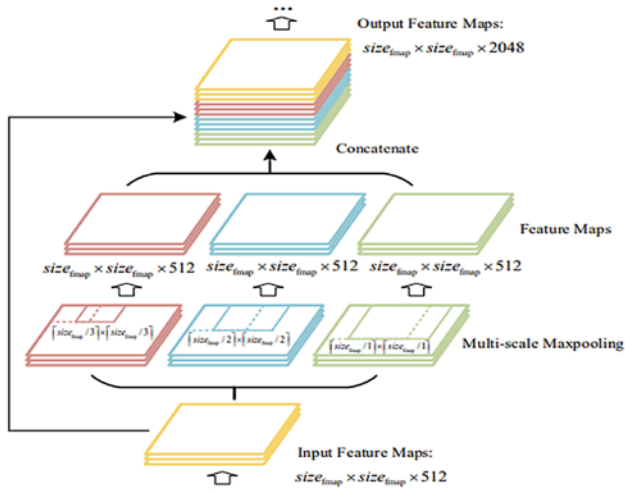 ...
Output Feature Maps:
size_fmap × size_fmap × 2048
Concatenate
Feature Maps
size_fmap × size_fmap × 512
size_fmap × size_fmap × 512
size_fmap × size_fmap × 512
⌈size_fmap / 3⌉×⌈size_fmap / 3⌉
⌈size_fmap / 2⌉×⌈size_fmap / 2⌉
⌈size_fmap / 1⌉×⌈size_fmap / 1⌉
Multi-scale Maxpooling
Input Feature Maps:
size_fmap × size_fmap × 512